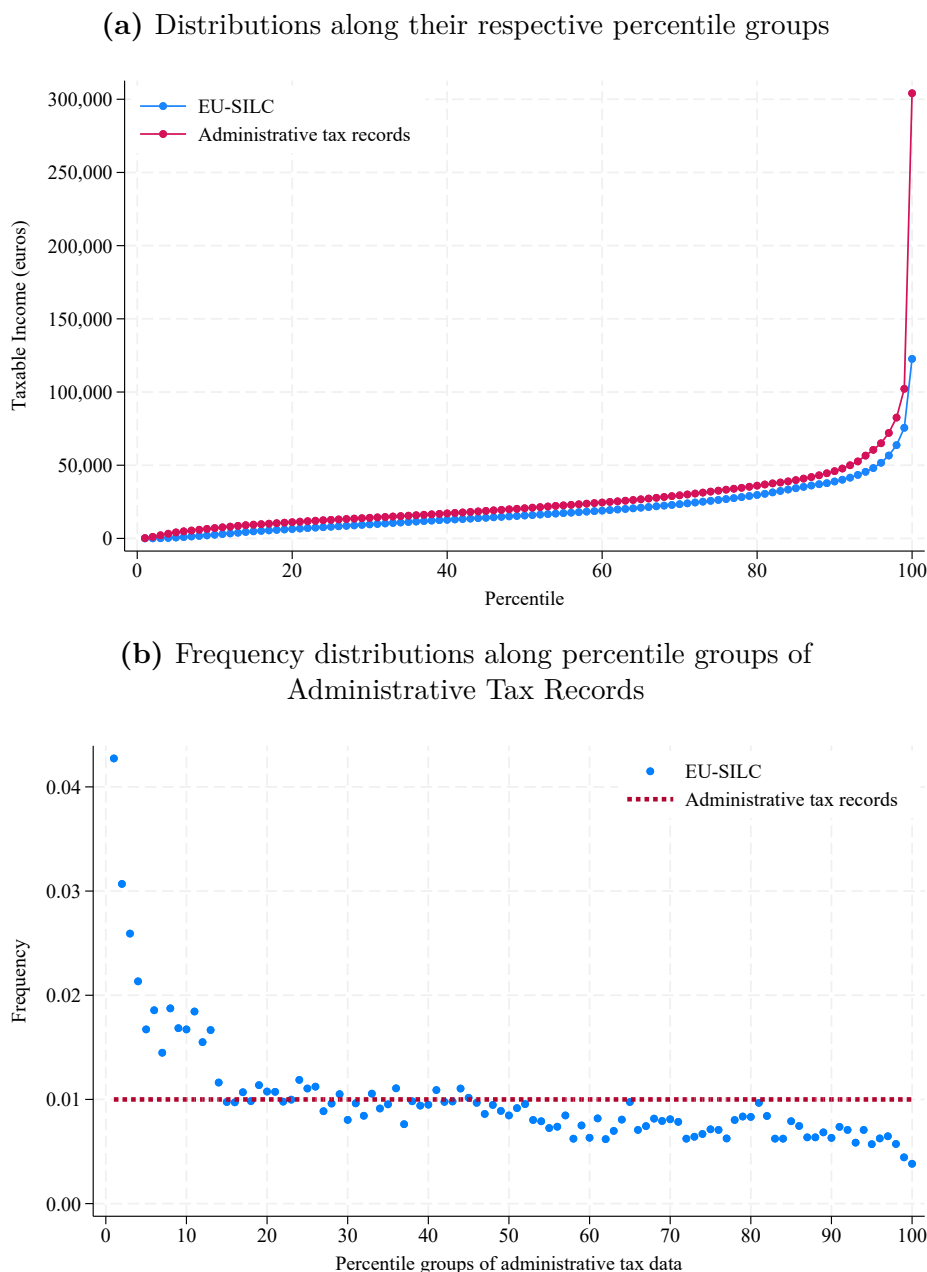 (a) Distributions along their respective percentile groups
300,000
250,000
200,000
150,000
100,000
50,000
0
Taxable Income (euros)
EU-SILC
Administrative tax records
0 20 40 60 80 100
Percentile
(b) Frequency distributions along percentile groups of
Administrative Tax Records
0.04
0.03
0.02
0.01
0.00
Frequency
EU-SILC
Administrative tax records
0 10 20 30 40 50 60 70 80 90 100
Percentile groups of administrative tax data